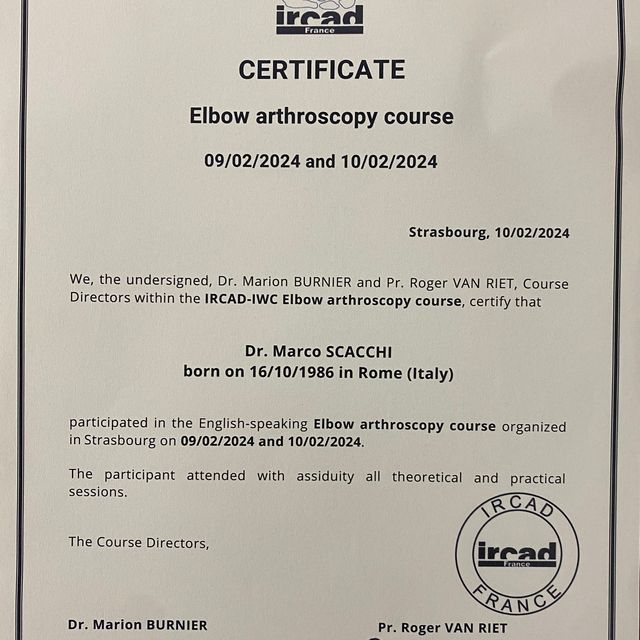 ircad
France
CERTIFICATE
Elbow arthroscopy course
09/02/2024 and 10/02/2024
Strasbourg, 10/02/2024
We, the undersigned, Dr. Marion BURNIER and Pr. Roger VAN RIET, Course
Directors within the IRCAD-IWC Elbow arthroscopy course, certify that
Dr. Marco SCACCHI
born on 16/10/1986 in Rome (Italy)
participated in the English-speaking Elbow arthroscopy course organized
in Strasbourg on 09/02/2024 and 10/02/2024.
The participant attended with assiduity all theoretical and practical
sessions.
The Course Directors,
IRCAD
ircad
France
FRANCE
Dr. Marion BURNIER
Pr. Roger VAN RIET